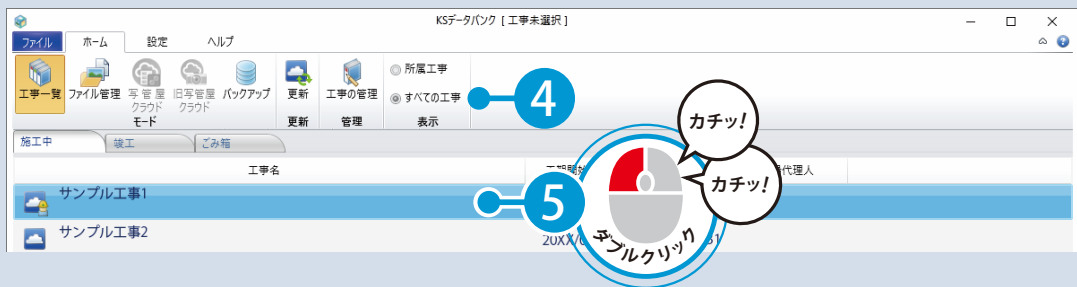 KSデータバンク [ 工事未選択 ]
ファイル ホーム 設定 ヘルプ
工事一覧 ファイル管理 写管屋 クラウド 旧写管屋 クラウド バックアップ 更新 工事の管理
所属工事
すべての工事
モード 更新 管理 表示
4
カチッ!
施工中 竣工 ごみ箱
工事名 代理人
カチッ!
サンプル工事1
5
サンプル工事2
ダブルクリック